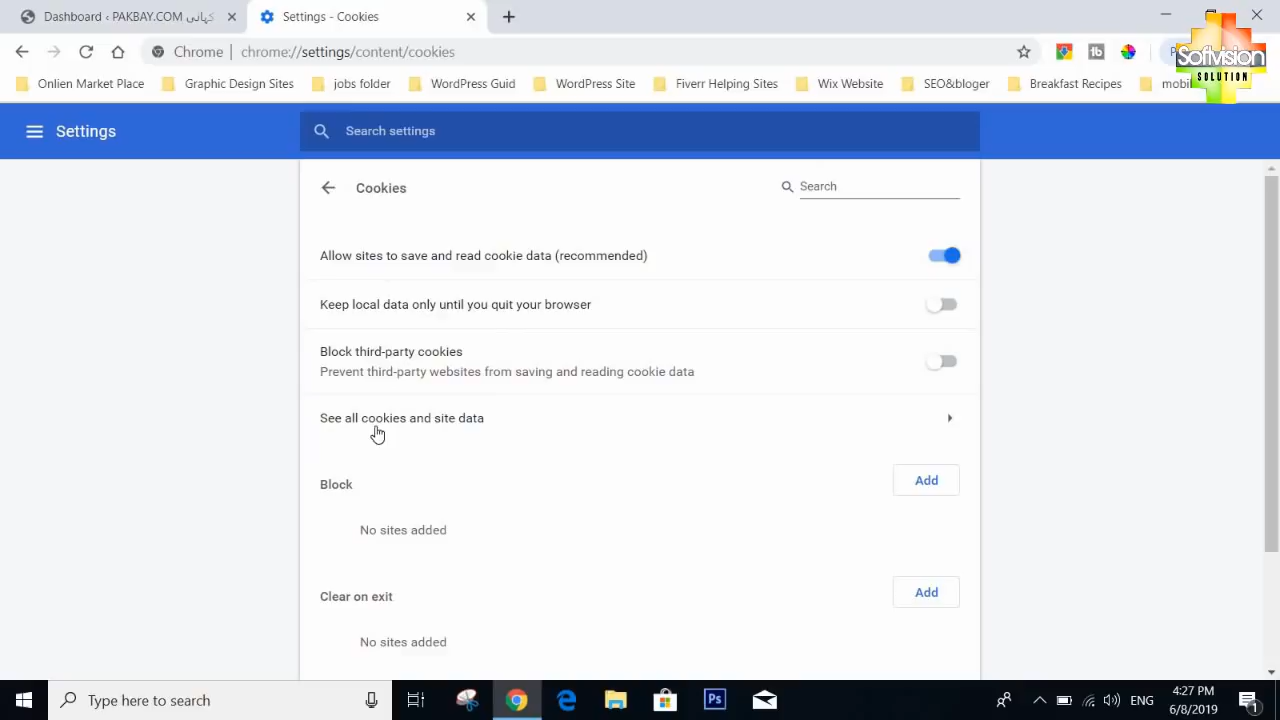 Dashboard ‹ PAKBAY.COM کہانی
Settings - Cookies
Chrome chrome://settings/content/cookies
Onlien Market Place Graphic Design Sites jobs folder WordPress Guid WordPress Site Fiverr Helping Sites Wix Website SEO&bloger Breakfast Recipes mobil
Softvision
SOLUTION
Settings
Search settings
Cookies
Search
Allow sites to save and read cookie data (recommended)
Keep local data only until you quit your browser
Block third-party cookies
Prevent third-party websites from saving and reading cookie data
See all cookies and site data
Block
Add
No sites added
Clear on exit
Add
No sites added
Type here to search
Ps
ENG
4:27 PM
6/8/2019
1